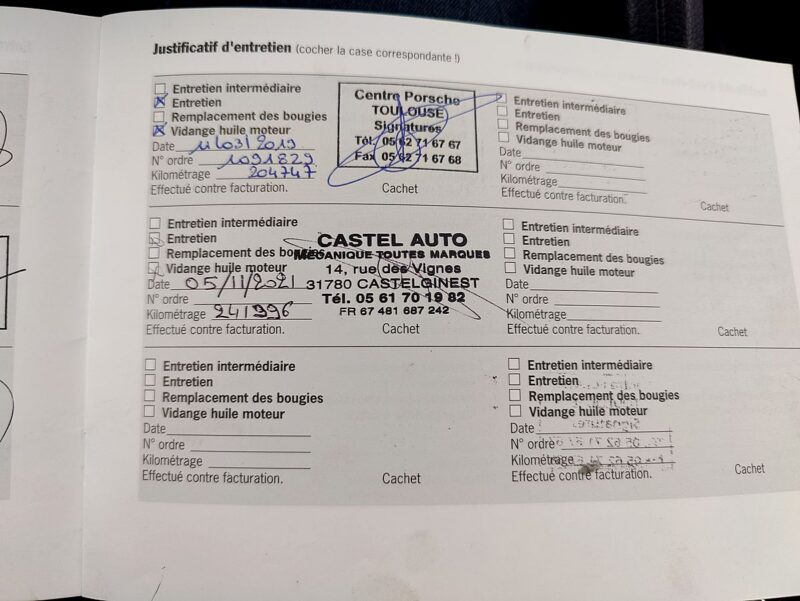 Justificatif d'entretien (cocher la case correspondante !)
Entretien intermédiaire
Entretien
Remplacement des bougies
Vidange huile moteur
Date 11/03/2019
N° ordre 1091829
Kilométrage 204747
Effectué contre facturation.
Centre Porsche
TOULOUSE
Signatures
Tél. 05 62 71 67 67
Fax 05 62 71 67 68
Cachet
Entretien intermédiaire
Entretien
Remplacement des bougies
Vidange huile moteur
Date
N° ordre
Kilométrage
Effectué contre facturation.
Cachet
Entretien intermédiaire
Entretien
Remplacement des bougies
Vidange huile moteur
Date 05/11/2021
N° ordre
Kilométrage 241996
Effectué contre facturation.
CASTEL AUTO
MÉCANIQUE TOUTES MARQUES
14, rue des Vignes
31780 CASTELGINEST
Tél. 05 61 70 19 82
FR 67 481 687 242
Cachet
Entretien intermédiaire
Entretien
Remplacement des bougies
Vidange huile moteur
Date
N° ordre
Kilométrage
Effectué contre facturation.
Cachet
Entretien intermédiaire
Entretien
Remplacement des bougies
Vidange huile moteur
Date
N° ordre
Kilométrage
Effectué contre facturation.
Cachet
Entretien intermédiaire
Entretien
Remplacement des bougies
Vidange huile moteur
Date
N° ordre
Kilométrage
Effectué contre facturation.
Cachet